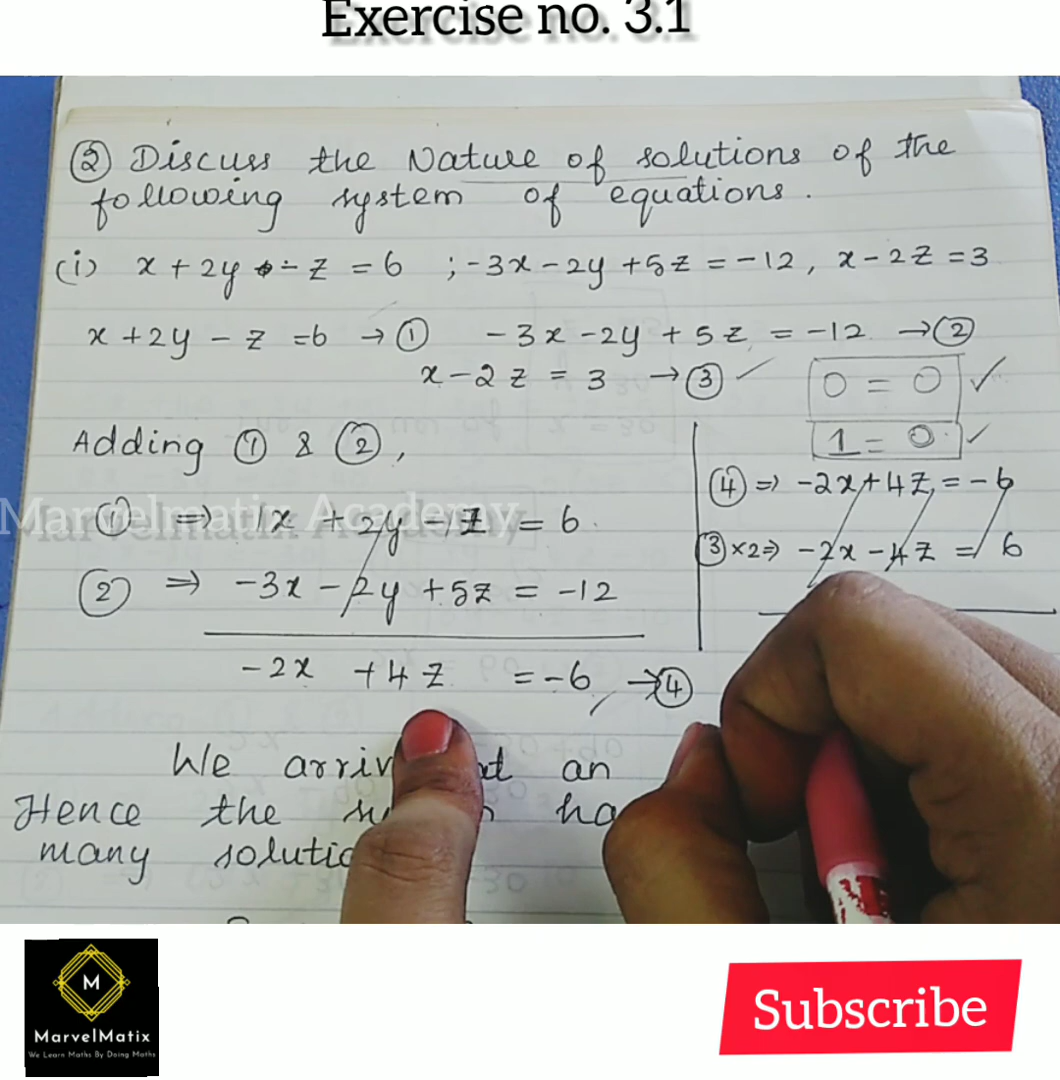 Exercise no. 3.1
② Discuss the Nature of solutions of the
following system of equations.
(i) x + 2y - z = 6 ; -3x - 2y + 5z = -12, x - 2z = 3
x + 2y - z = 6 → ① -3x - 2y + 5z = -12 → ②
x - 2z = 3 → ③ ✓
0 = 0 ✓
1 = 0 ✓
Adding ① & ②,
① ⇒ 1x + 2y - 1z = 6.
② ⇒ -3x - 2y + 5z = -12
-2x + 4z = -6 → ④
④ ⇒ -2x + 4z = -6
③ ×2 ⇒ -2x - 4z = 6
Marvelmatix Academy
We an
Hence the
many
M
MarvelMatix
We Learn Maths By Doing Maths
Subscribe